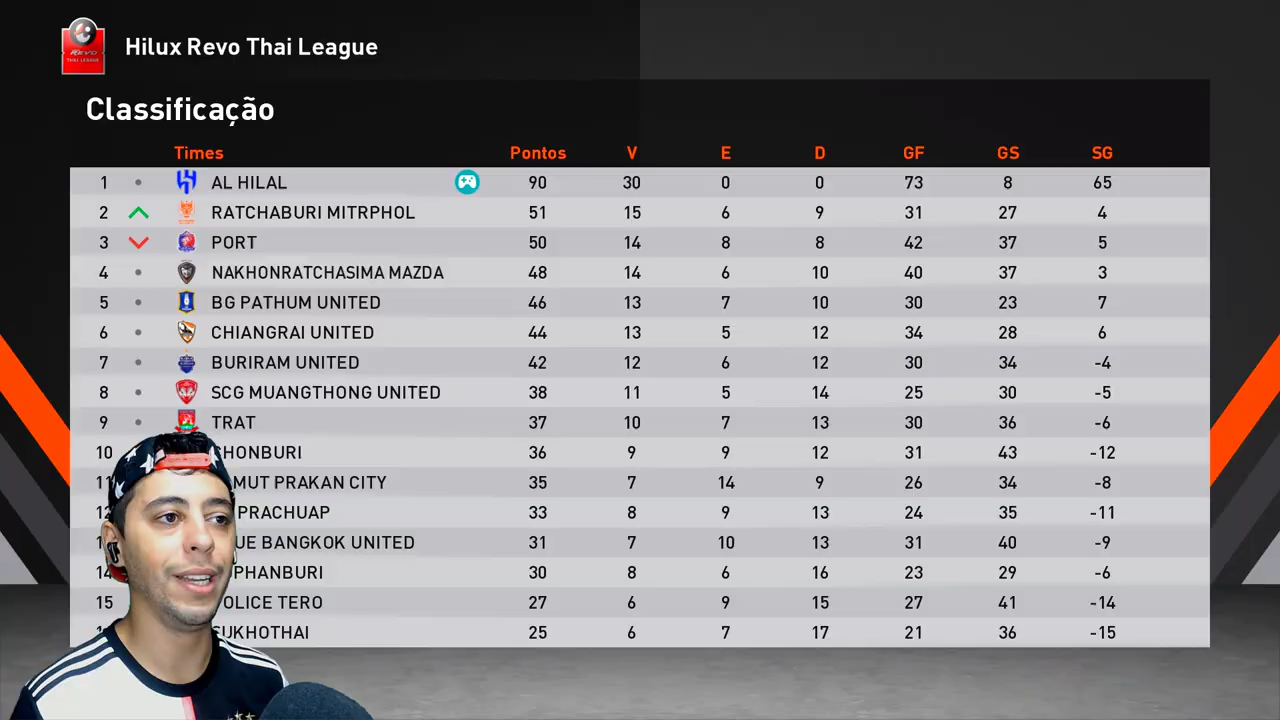 Hilux Revo Thai League
Classificação
Times Pontos V E D GF GS SG
1 AL HILAL 90 30 0 0 73 8 65
2 RATCHABURI MITRPHOL 51 15 6 9 31 27 4
3 PORT 50 14 8 8 42 37 5
4 NAKHONRATCHASIMA MAZDA 48 14 6 10 40 37 3
5 BG PATHUM UNITED 46 13 7 10 30 23 7
6 CHIANGRAI UNITED 44 13 5 12 34 28 6
7 BURIRAM UNITED 42 12 6 12 30 34 -4
8 SCG MUANGTHONG UNITED 38 11 5 14 25 30 -5
9 TRAT 37 10 7 13 30 36 -6
10 HONBURI 36 9 9 12 31 43 -12
11 MUT PRAKAN CITY 35 7 14 9 26 34 -8
12 PRACHUAP 33 8 9 13 24 35 -11
UE BANGKOK UNITED 31 7 10 13 31 40 -9
14 PHANBURI 30 8 6 16 23 29 -6
15 OLICE TERO 27 6 9 15 27 41 -14
SUKHOTHAI 25 6 7 17 21 36 -15